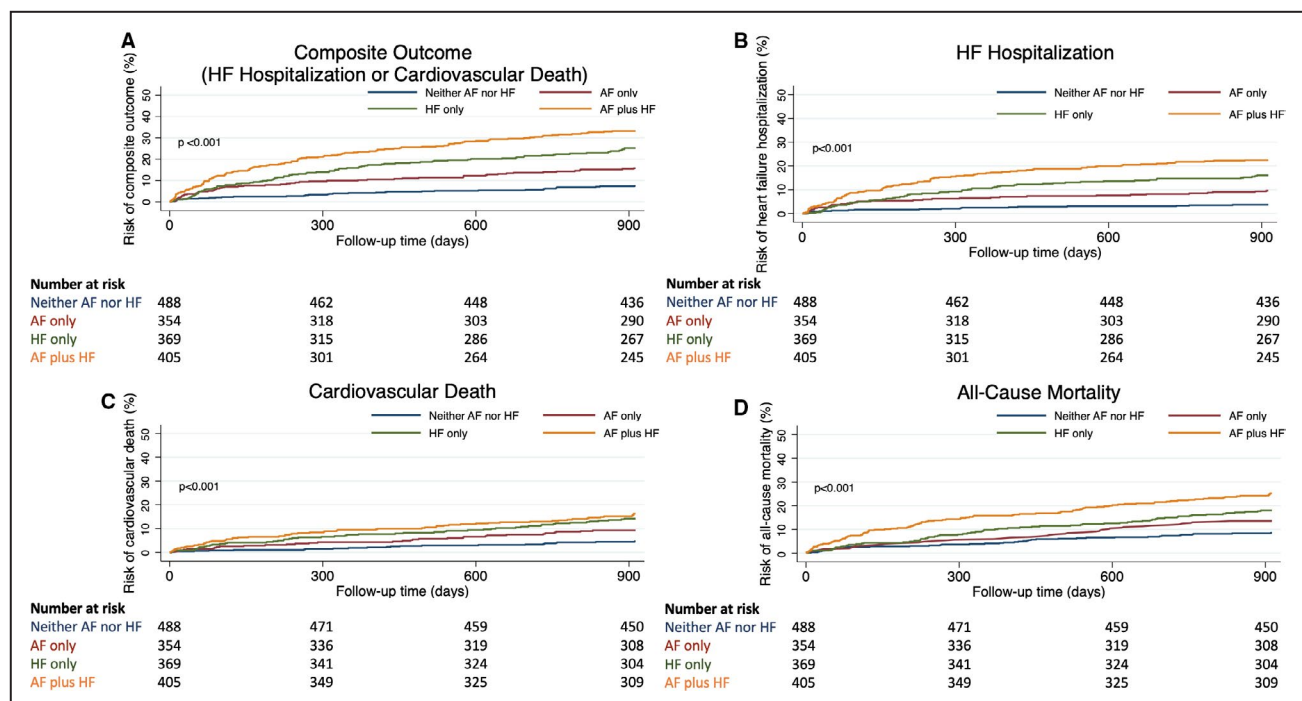 A
Composite Outcome
(HF Hospitalization or Cardiovascular Death)
Neither AF nor HF AF only
HF only AF plus HF
Risk of composite outcome (%)
50
40
30
20
10
0
p <0.001
0 300 600 900
Follow-up time (days)
Number at risk
Neither AF nor HF 488 462 448 436
AF only 354 318 303 290
HF only 369 315 286 267
AF plus HF 405 301 264 245
B
HF Hospitalization
Neither AF nor HF AF only
HF only AF plus HF
Risk of heart failure hospitalization (%)
50
40
30
20
10
0
p<0.001
0 300 600 900
Follow-up time (days)
Number at risk
Neither AF nor HF 488 462 448 436
AF only 354 318 303 290
HF only 369 315 286 267
AF plus HF 405 301 264 245
C
Cardiovascular Death
Neither AF nor HF AF only
HF only AF plus HF
Risk of cardiovascular death (%)
50
40
30
20
10
0
p<0.001
0 300 600 900
Follow-up time (days)
Number at risk
Neither AF nor HF 488 471 459 450
AF only 354 336 319 308
HF only 369 341 324 304
AF plus HF 405 349 325 309
D
All-Cause Mortality
Neither AF nor HF AF only
HF only AF plus HF
Risk of all-cause mortality (%)
50
40
30
20
10
0
p<0.001
0 300 600 900
Follow-up time (days)
Number at risk
Neither AF nor HF 488 471 459 450
AF only 354 336 319 308
HF only 369 341 324 304
AF plus HF 405 349 325 309